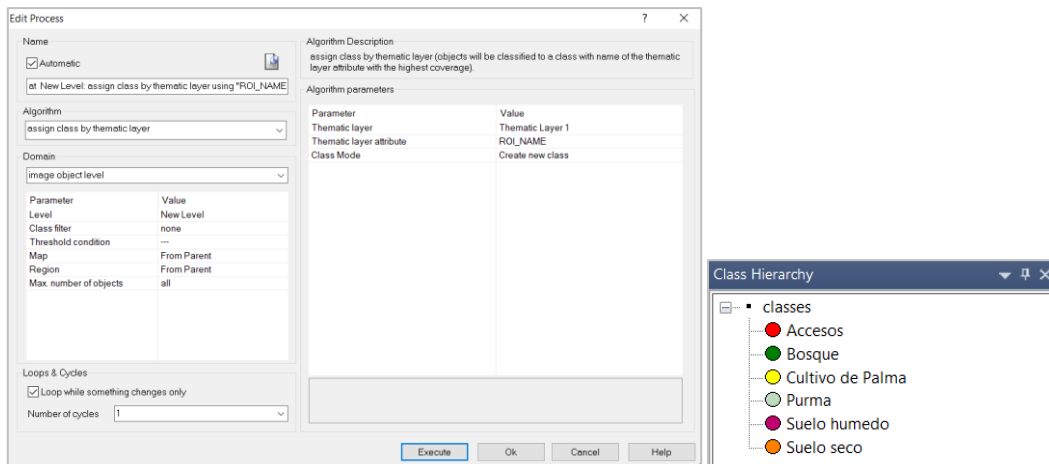 Edit Process
?
Name
Automatic
at New Level: assign class by thematic layer using "ROI_NAME
Algorithm
assign class by thematic layer
Domain
image object level
Parameter Value
Level New Level
Class filter none
Threshold condition ---
Map From Parent
Region From Parent
Max. number of objects all
Loops & Cycles
Loop while something changes only
Number of cycles 1
Algorithm Description
assign class by thematic layer (objects will be classified to a class with name of the thematic
layer attribute with the highest coverage).
Algorithm parameters
Parameter Value
Thematic layer Thematic Layer 1
Thematic layer attribute ROI_NAME
Class Mode Create new class
Execute Ok Cancel Help
Class Hierarchy
classes
Accesos
Bosque
Cultivo de Palma
Purma
Suelo humedo
Suelo seco